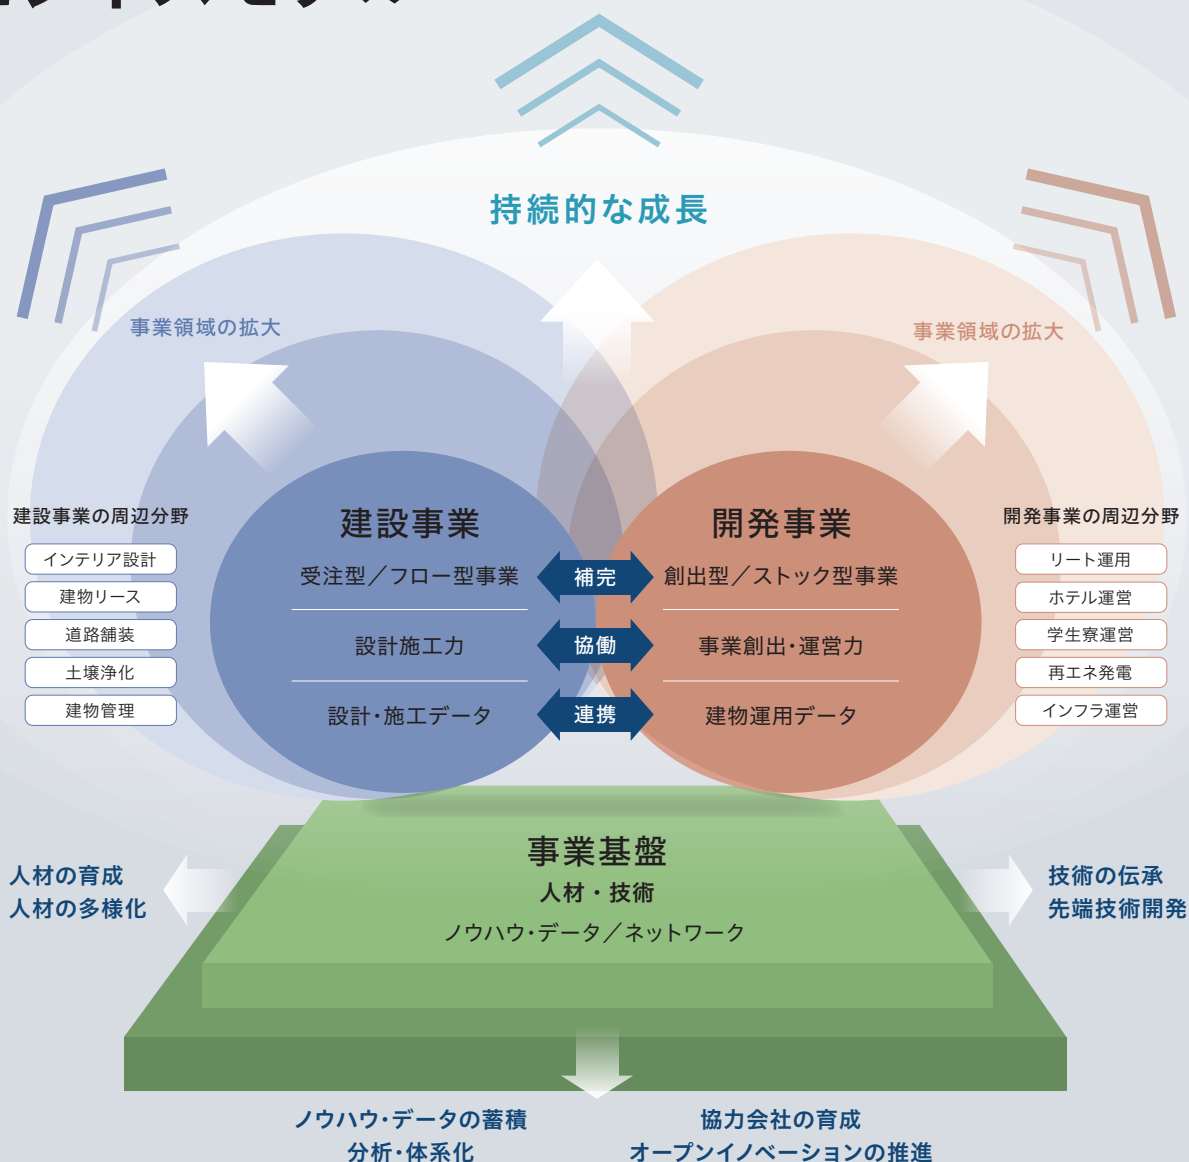 持続的な成長
事業領域の拡大
事業領域の拡大
建設事業の周辺分野
インテリア設計
建物リース
道路舗装
土壌浄化
建物管理
建設事業
受注型／フロー型事業
設計施工力
設計・施工データ
補完
協働
連携
開発事業
創出型／ストック型事業
事業創出・運営力
建物運用データ
開発事業の周辺分野
リート運用
ホテル運営
学生寮運営
再エネ発電
インフラ運営
事業基盤
人材・技術
ノウハウ・データ／ネットワーク
人材の育成
人材の多様化
技術の伝承
先端技術開発
ノウハウ・データの蓄積
分析・体系化
協力会社の育成
オープンイノベーションの推進